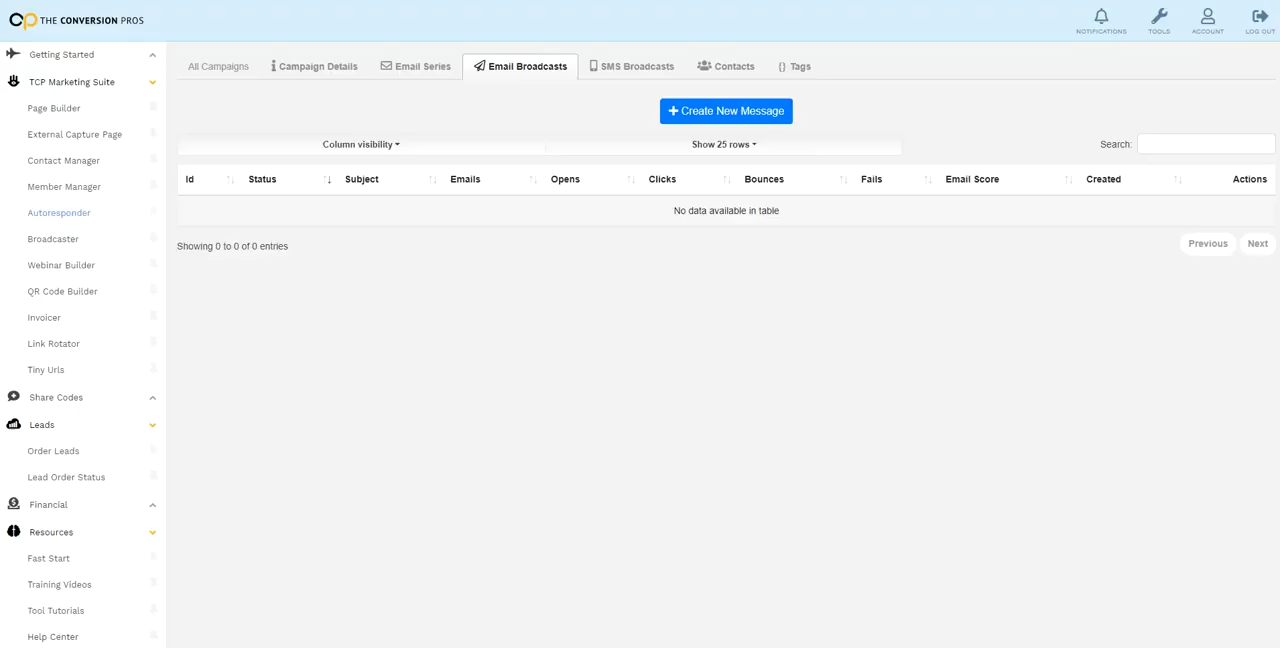 THE CONVERSION PROS
NOTIFICATIONS
TOOLS
ACCOUNT
LOG OUT
Getting Started
TCP Marketing Suite
Page Builder
External Capture Page
Contact Manager
Member Manager
Autoresponder
Broadcaster
Webinar Builder
QR Code Builder
Invoicer
Link Rotator
Tiny Urls
Share Codes
Leads
Order Leads
Lead Order Status
Financial
Resources
Fast Start
Training Videos
Tool Tutorials
Help Center
All Campaigns
Campaign Details
Email Series
Email Broadcasts
SMS Broadcasts
Contacts
{} Tags
+ Create New Message
Column visibility
Show 25 rows
Search:
Id Status Subject Emails Opens Clicks Bounces Fails Email Score Created Actions
No data available in table
Showing 0 to 0 of 0 entries
Previous
Next